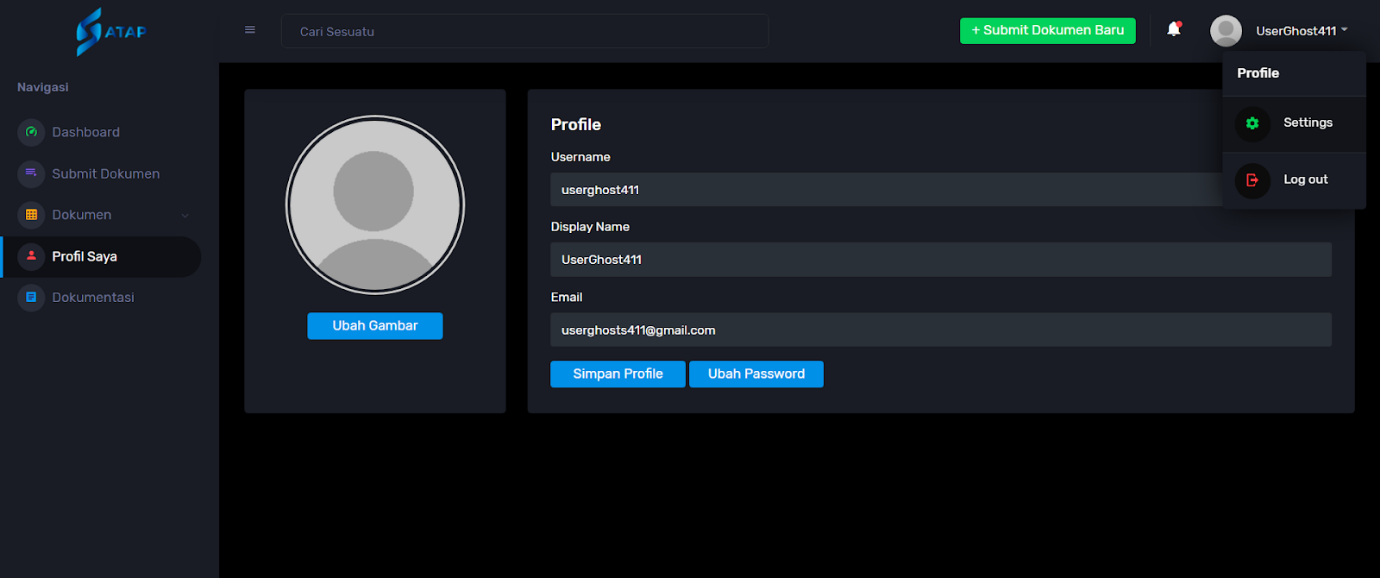 SATAP
Cari Sesuatu
+ Submit Dokumen Baru
UserGhost411
Profile
Settings
Log out
Navigasi
Dashboard
Submit Dokumen
Dokumen
Profil Saya
Dokumentasi
Ubah Gambar
Profile
Username
userghost411
Display Name
UserGhost411
Email
userghosts411@gmail.com
Simpan Profile
Ubah Password